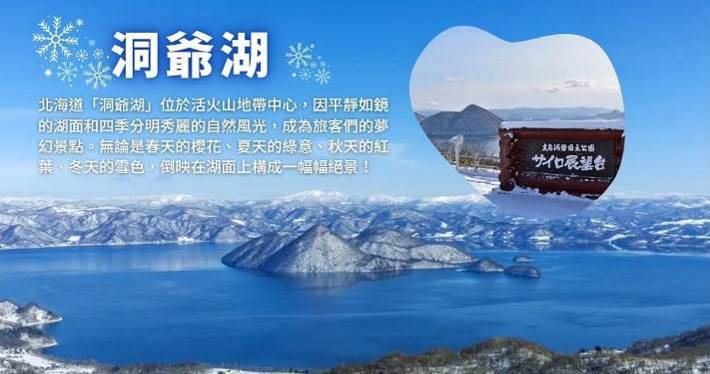 洞爺湖
北海道「洞爺湖」位於活火山地帶中心，因平靜如鏡
的湖面和四季分明秀麗的自然風光，成為旅客們的夢
幻景點。無論是春天的櫻花、夏天的綠意、秋天的紅
葉、冬天的雪色，倒映在湖面上構成一幅幅絕景！
サイロ展望台